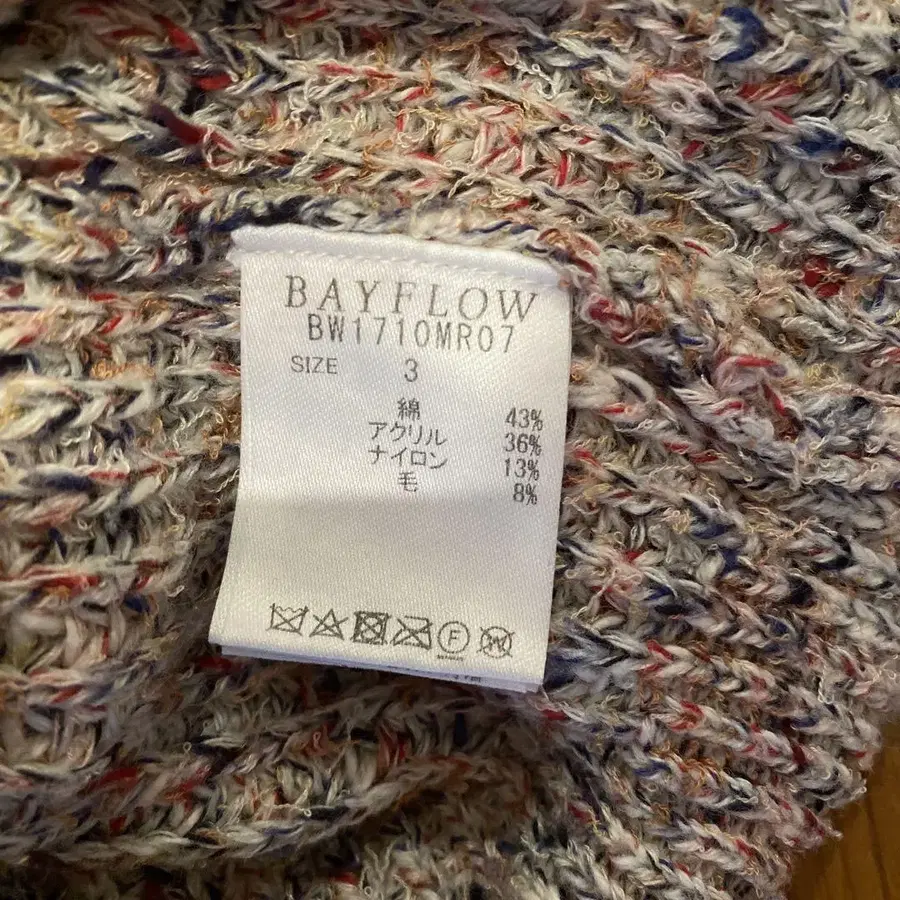 BAYFLOW
BW1710MR07
SIZE 3
綿 43%
アクリル 36%
ナイロン 13%
毛 8%
F
W